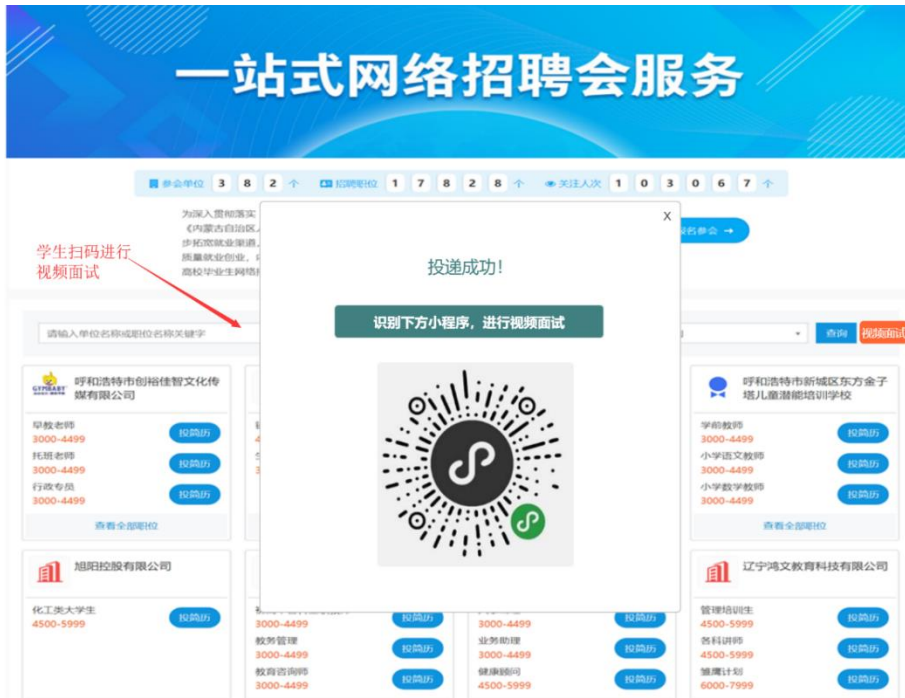 一站式网络招聘会服务
参会单位 3 8 2 个 招聘职位 1 7 8 2 8 个 关注人次 1 0 3 0 6 7 个
为深入贯彻落实
《内蒙古自治区
步拓宽就业渠道,
质量就业创业,
高校毕业生网络
报名参会 →
学生扫码进行
视频面试
X
投递成功!
识别下方小程序,进行视频面试
请输入单位名称或职位名称关键字
查询
视频面试
GYMBABY
呼和浩特市创裕佳智文化传
媒有限公司
早教老师
3000-4499
投简历
托班老师
3000-4499
投简历
行政专员
3000-4499
投简历
查看全部职位
呼和浩特市新城区东方金子
塔儿童潜能培训学校
学前教师
3000-4499
投简历
小学语文教师
3000-4499
投简历
小学数学教师
3000-4499
投简历
查看全部职位
旭阳控股有限公司
化工类大学生
4500-5999
投简历
3000-4499
投简历
教务管理
3000-4499
投简历
教育咨询师
3000-4499
投简历
3000-4499
投简历
业务助理
3000-4499
投简历
健康顾问
4500-5999
投简历
辽宁鸿文教育科技有限公司
管理培训生
4500-5999
投简历
各科讲师
4500-5999
投简历
雏鹰计划
6000-7999
投简历